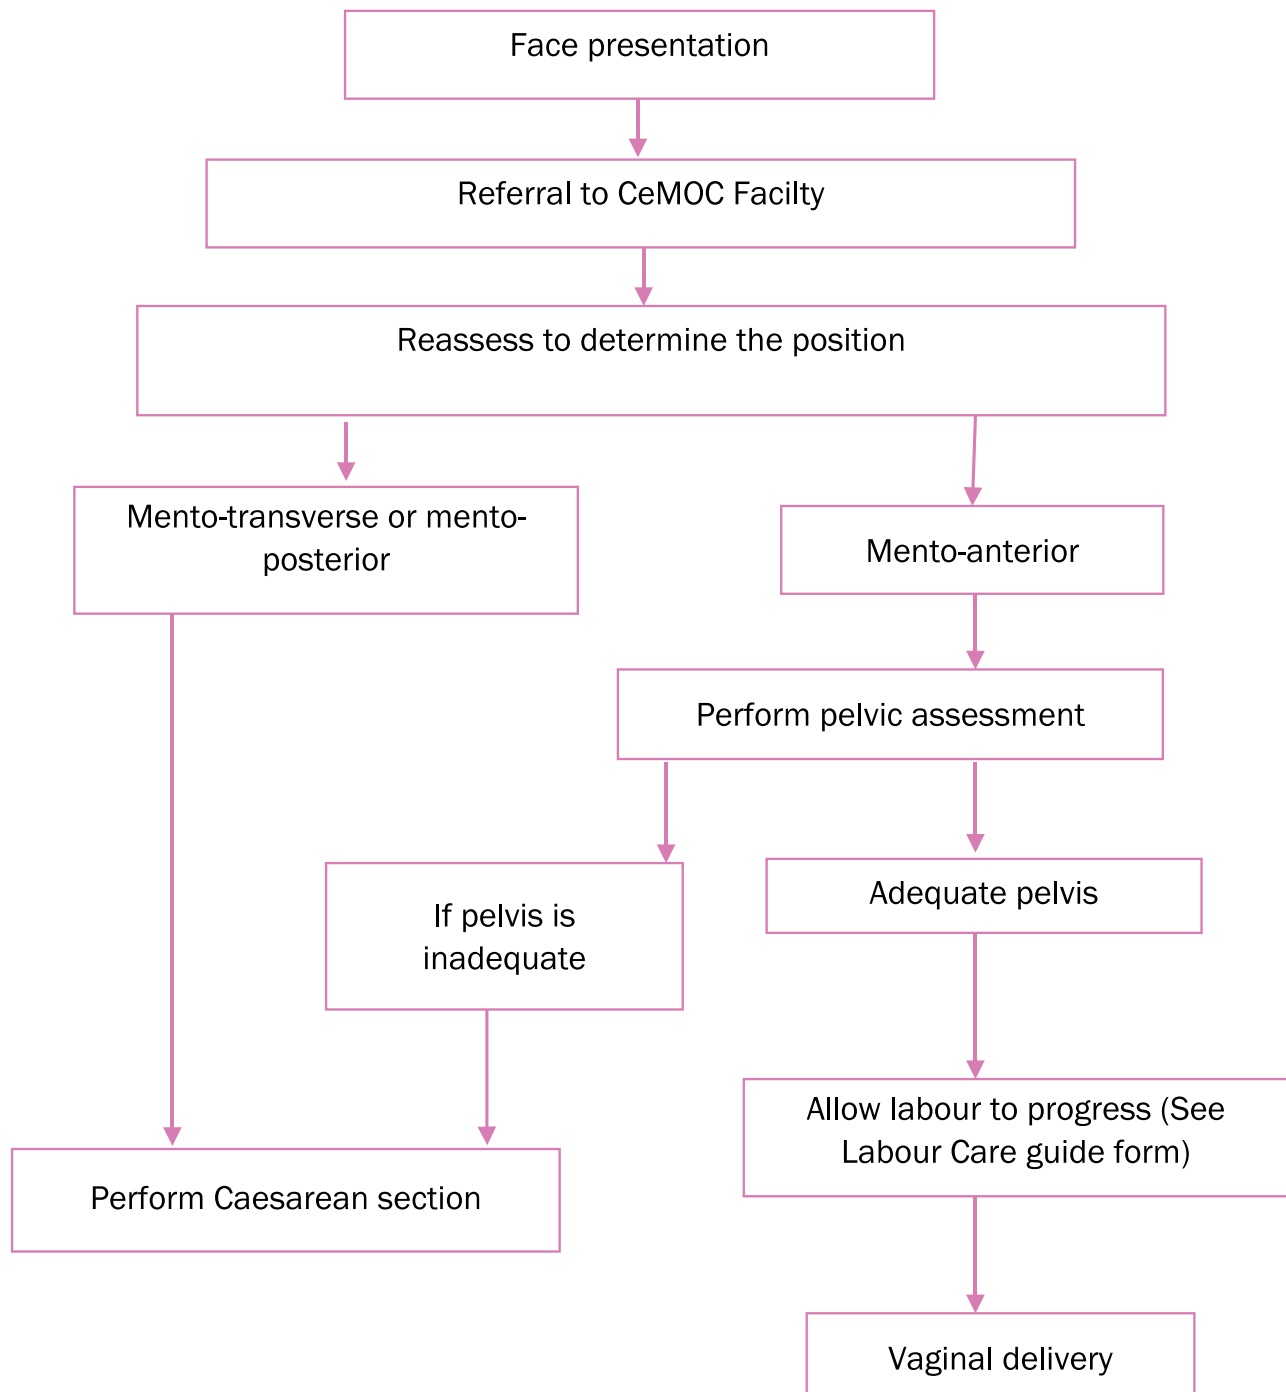 Face presentation
Referral to CeMOC Facilty
Reassess to determine the position
Mento-transverse or mento-
posterior
Mento-anterior
Perform pelvic assessment
If pelvis is
inadequate
Adequate pelvis
Allow labour to progress (See
Labour Care guide form)
Perform Caesarean section
Vaginal delivery